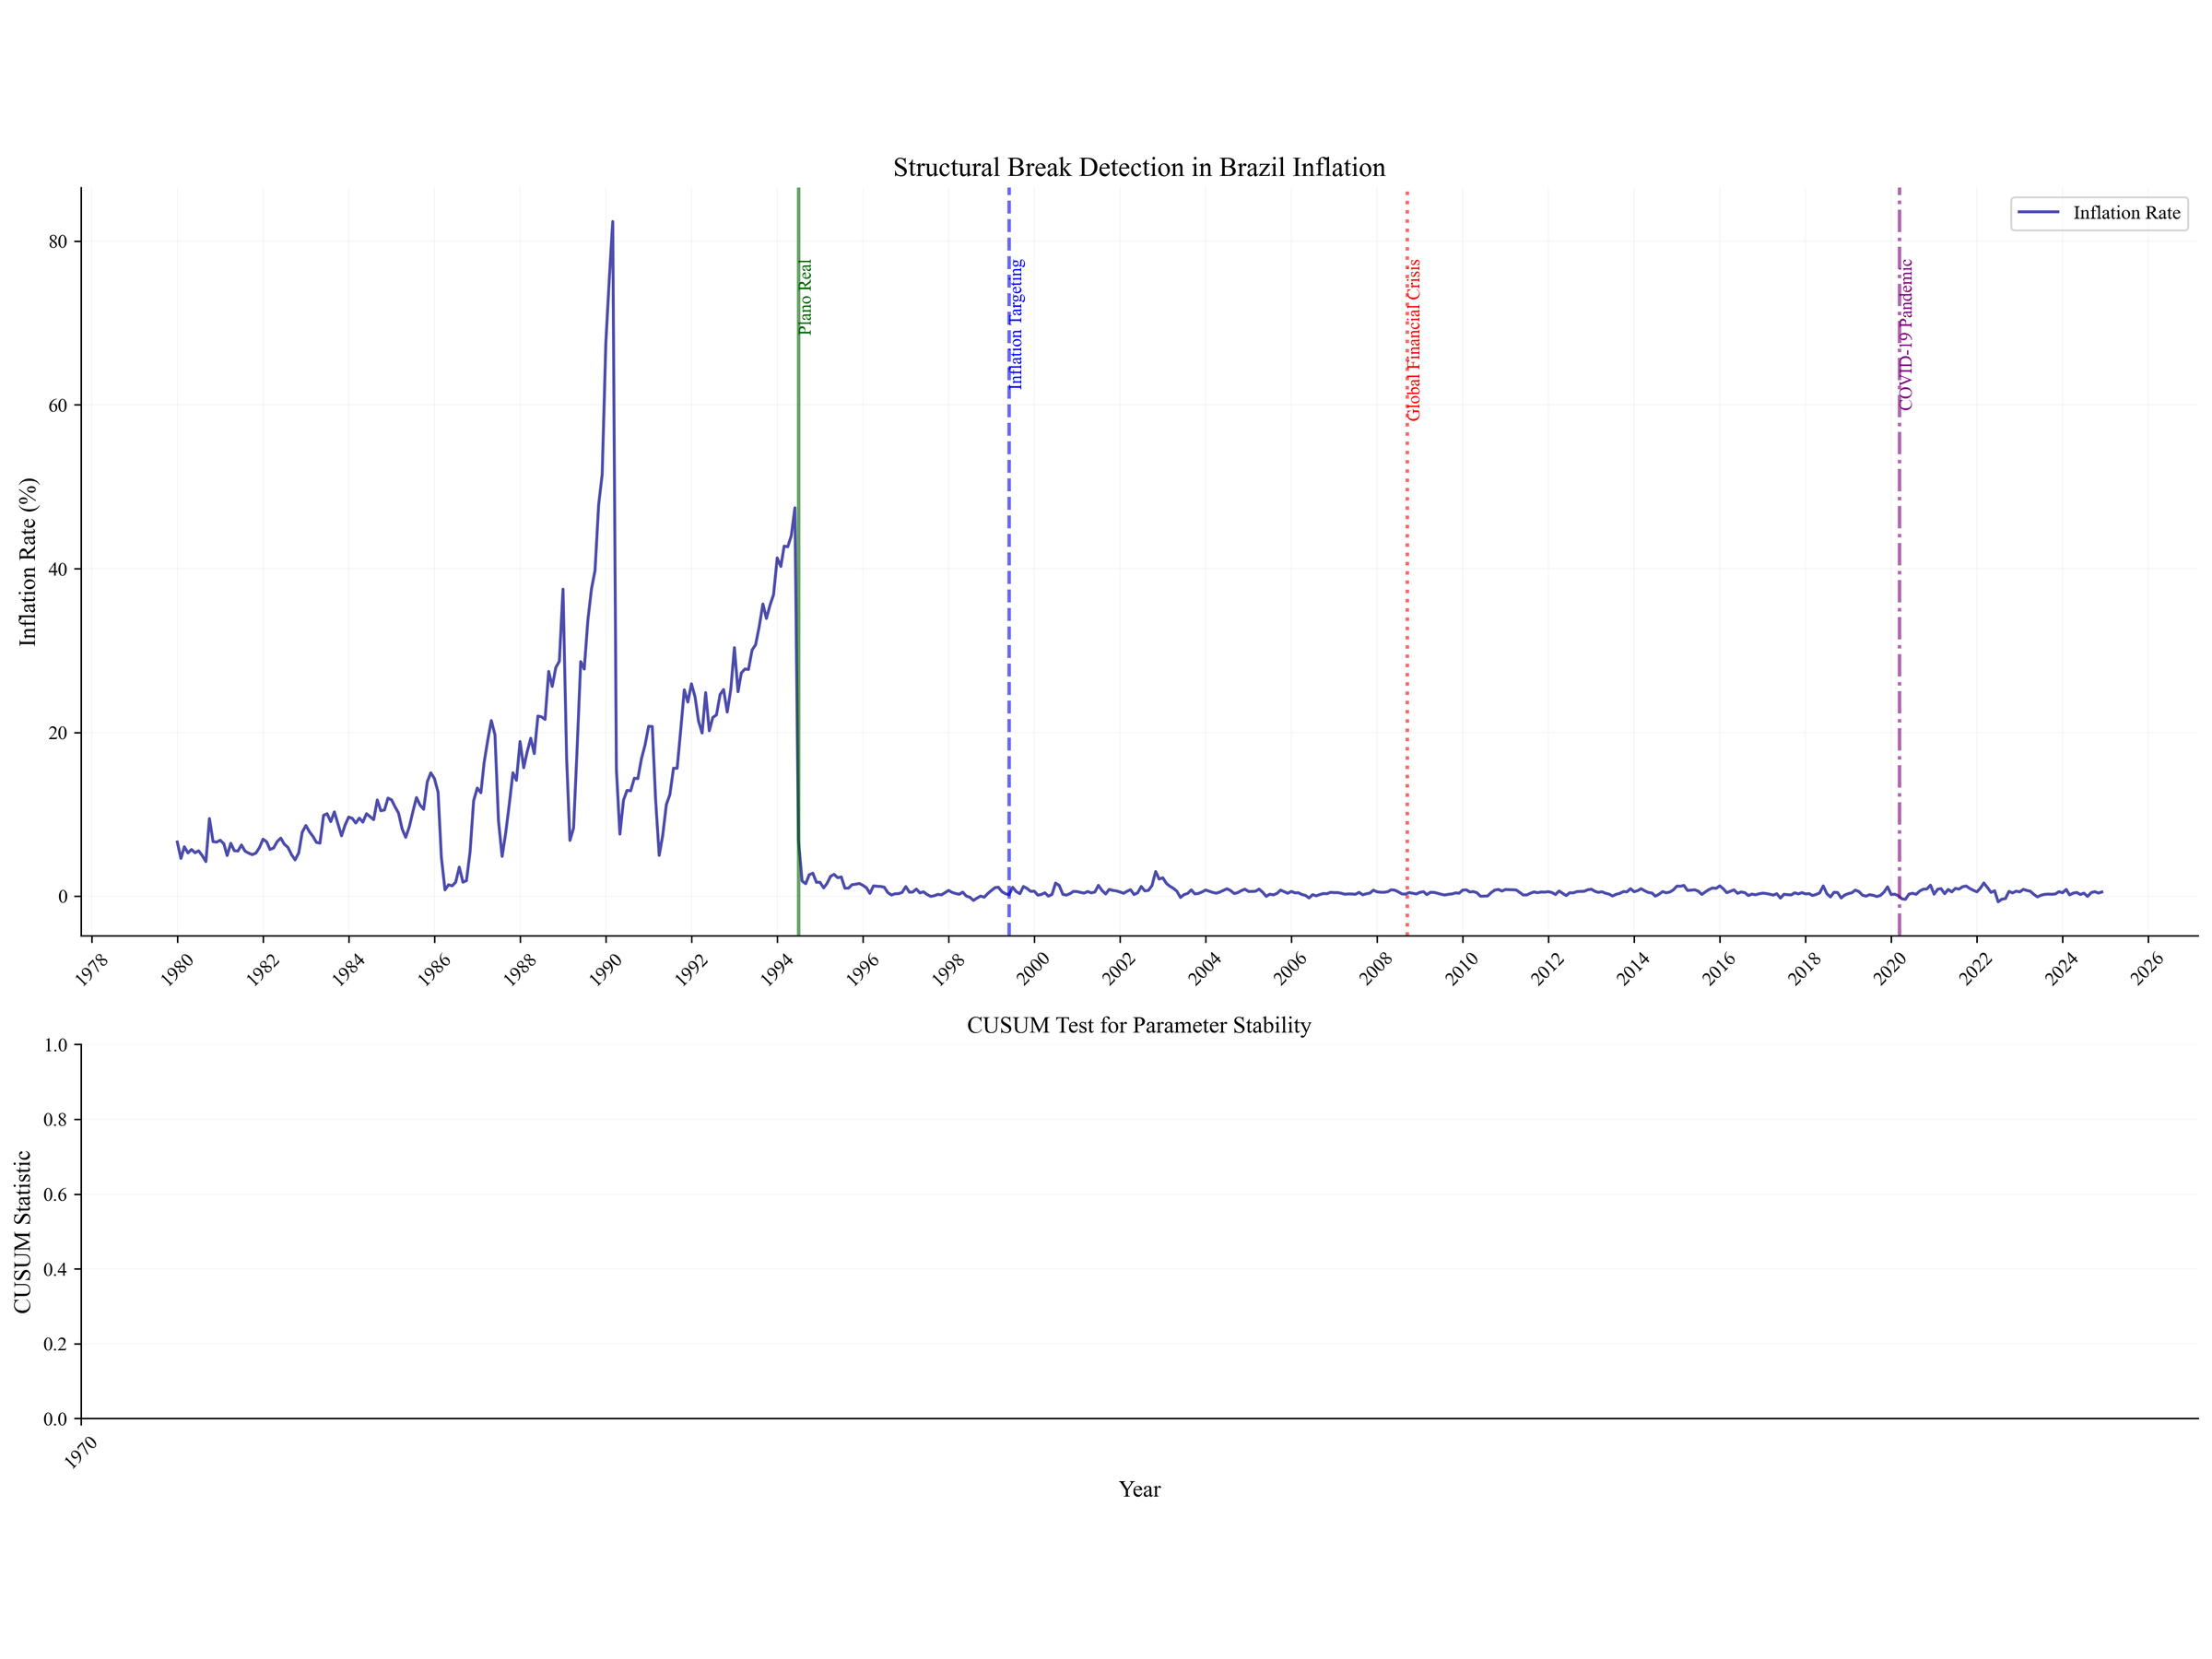 Structural Break Detection in Brazil Inflation
Inflation Rate (%)
80
60
40
20
0
Inflation Rate
Plano Real
Inflation Targeting
Global Financial Crisis
COVID-19 Pandemic
1978 1980 1982 1984 1986 1988 1990 1992 1994 1996 1998 2000 2002 2004 2006 2008 2010 2012 2014 2016 2018 2020 2022 2024 2026
CUSUM Test for Parameter Stability
CUSUM Statistic
1.0
0.8
0.6
0.4
0.2
0.0
1970
Year